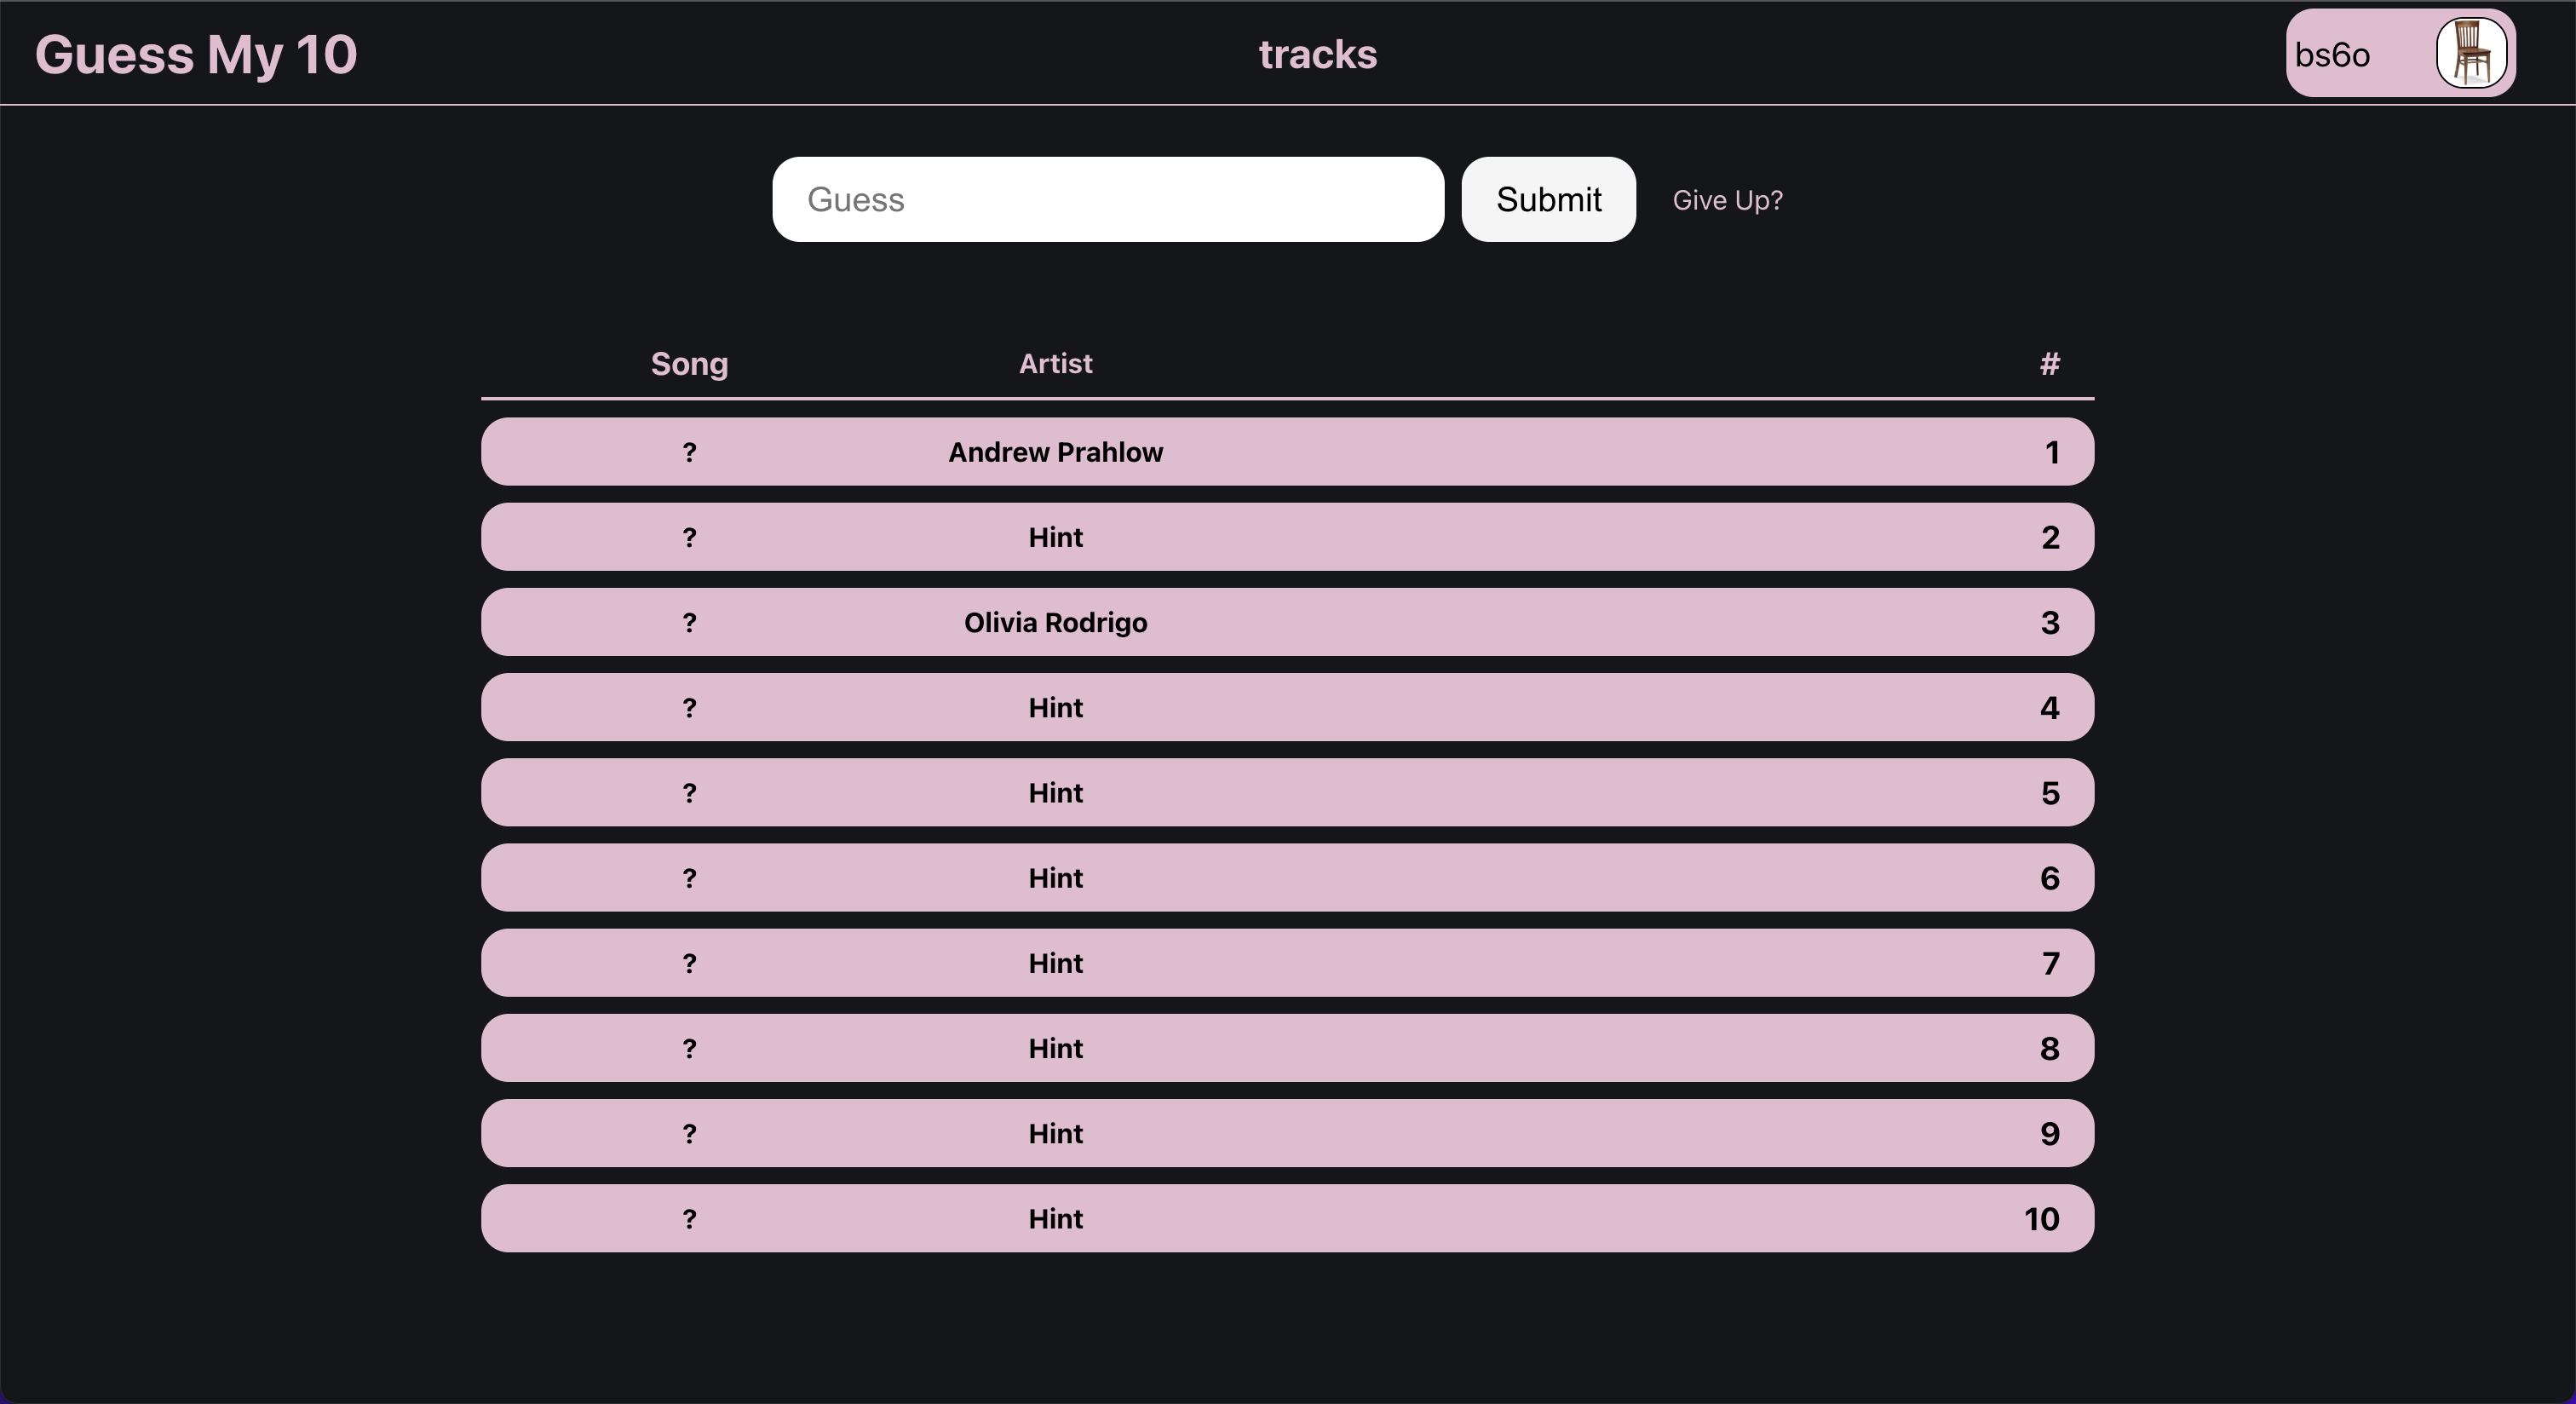 Guess My 10 tracks bs6o
Guess Submit Give Up?
Song Artist #
? Andrew Prahlow 1
? Hint 2
? Olivia Rodrigo 3
? Hint 4
? Hint 5
? Hint 6
? Hint 7
? Hint 8
? Hint 9
? Hint 10